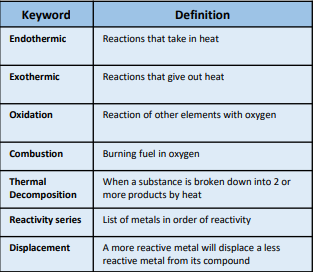 Keyword Definition
Endothermic Reactions that take in heat
Exothermic Reactions that give out heat
Oxidation Reaction of other elements with oxygen
Combustion Burning fuel in oxygen
Thermal Decomposition When a substance is broken down into 2 or
more products by heat
Reactivity series List of metals in order of reactivity
Displacement A more reactive metal will displace a less
reactive metal from its compound